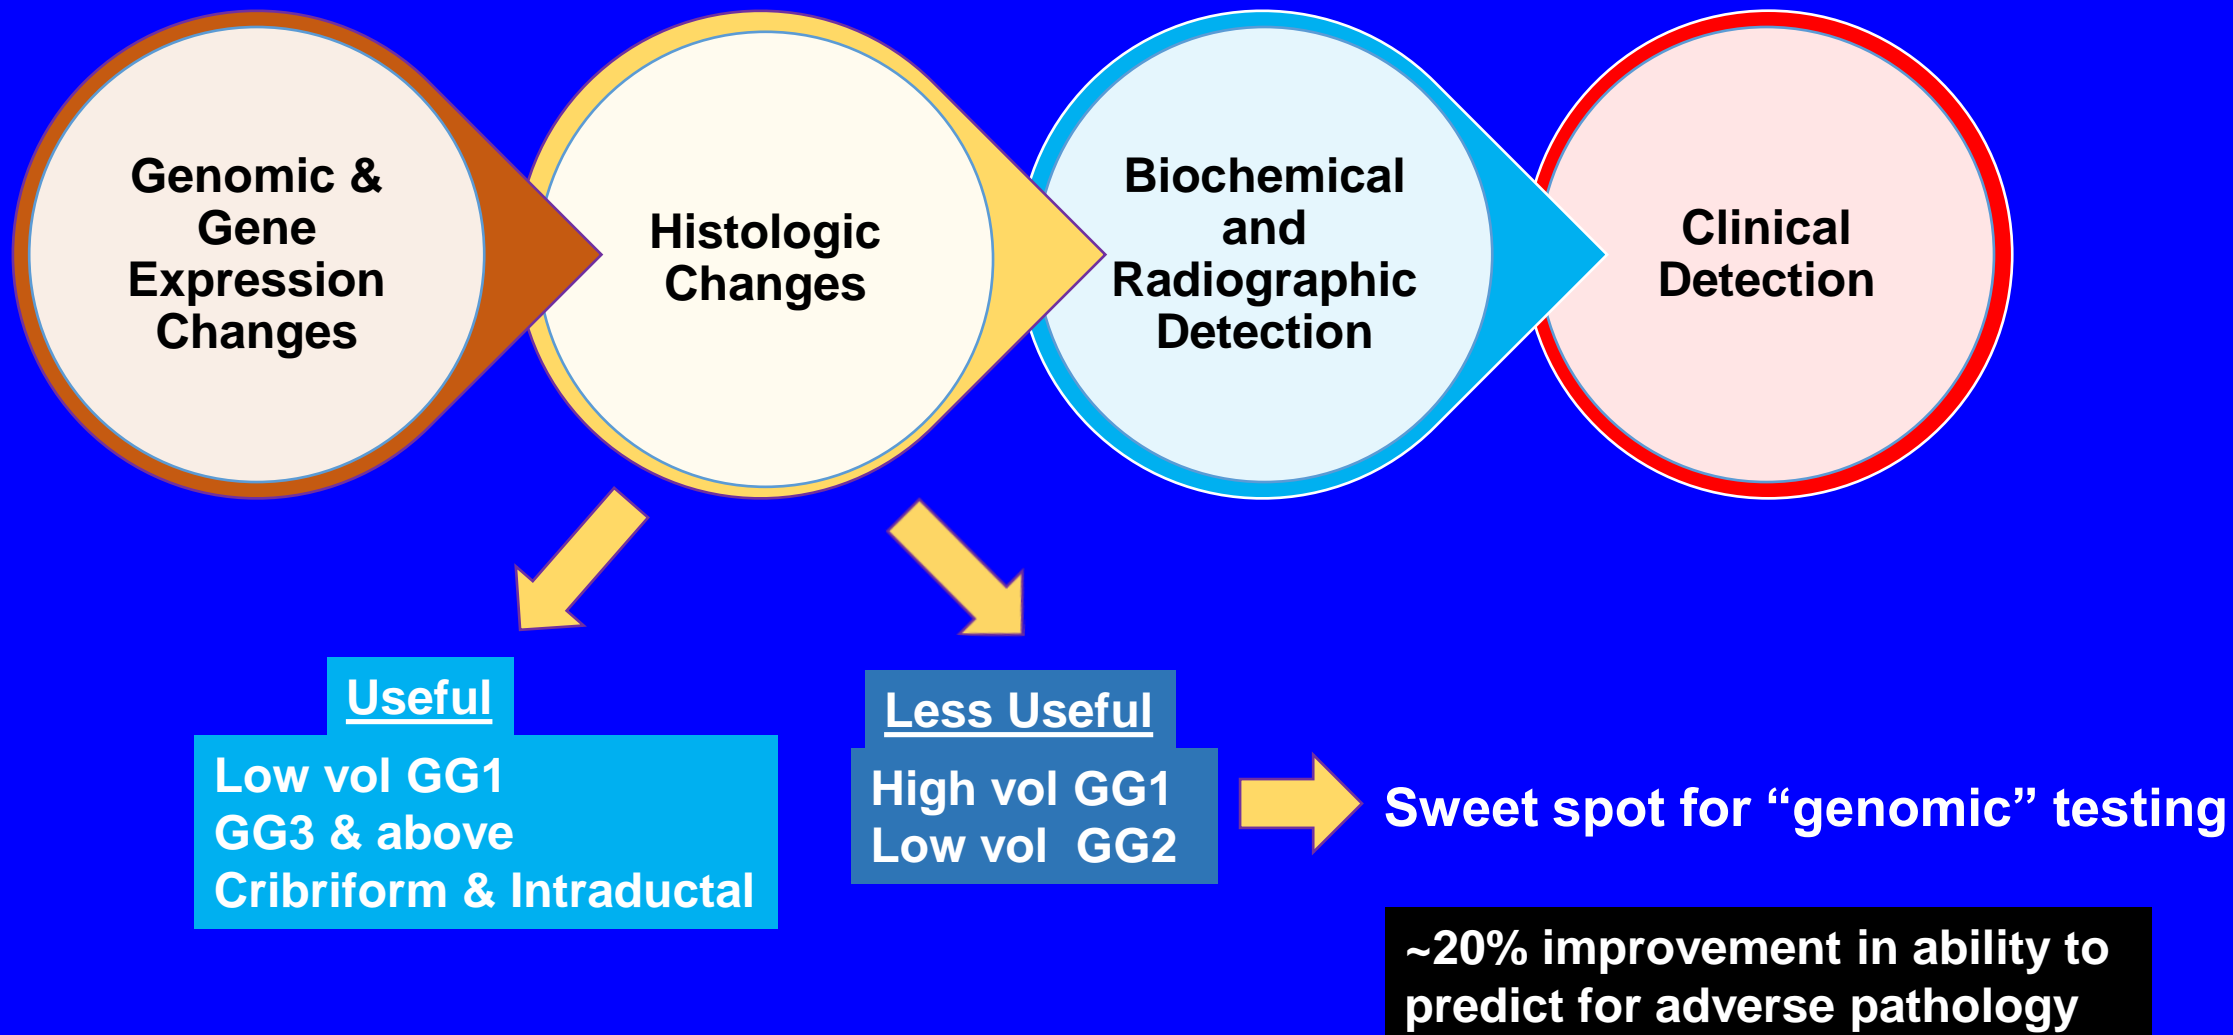 Genomic &
Gene
Expression
Changes
Histologic
Changes
Biochemical
and
Radiographic
Detection
Clinical
Detection
Useful
Low vol GG1
GG3 & above
Cribriform & Intraductal
Less Useful
High vol GG1
Low vol  GG2
Sweet spot for “genomic” testing
~20% improvement in ability to
predict for adverse pathology